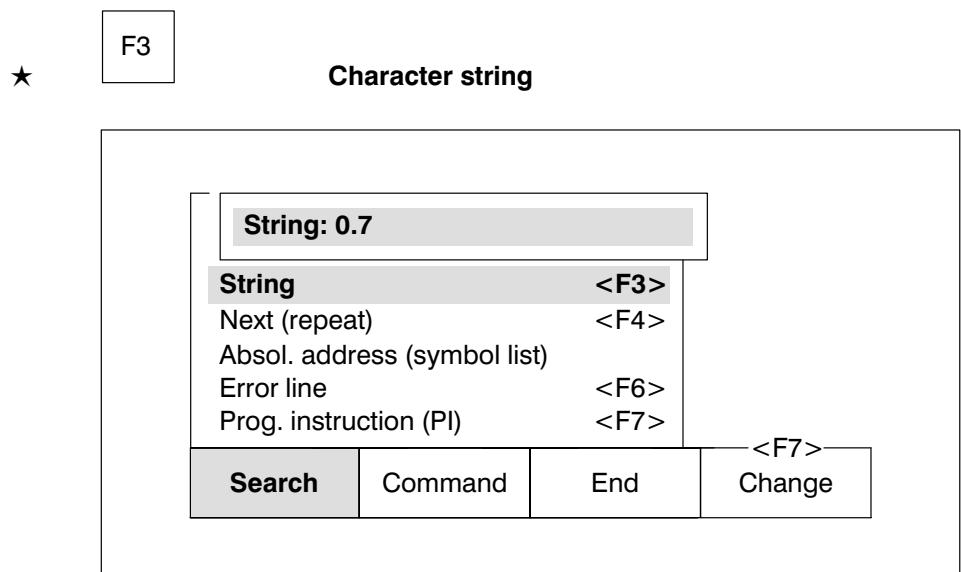 F3
★ Character string
String: 0.7
String <F3>
Next (repeat) <F4>
Absol. address (symbol list)
Error line <F6>
Prog. instruction (PI) <F7>
<F7>
Search Command End Change